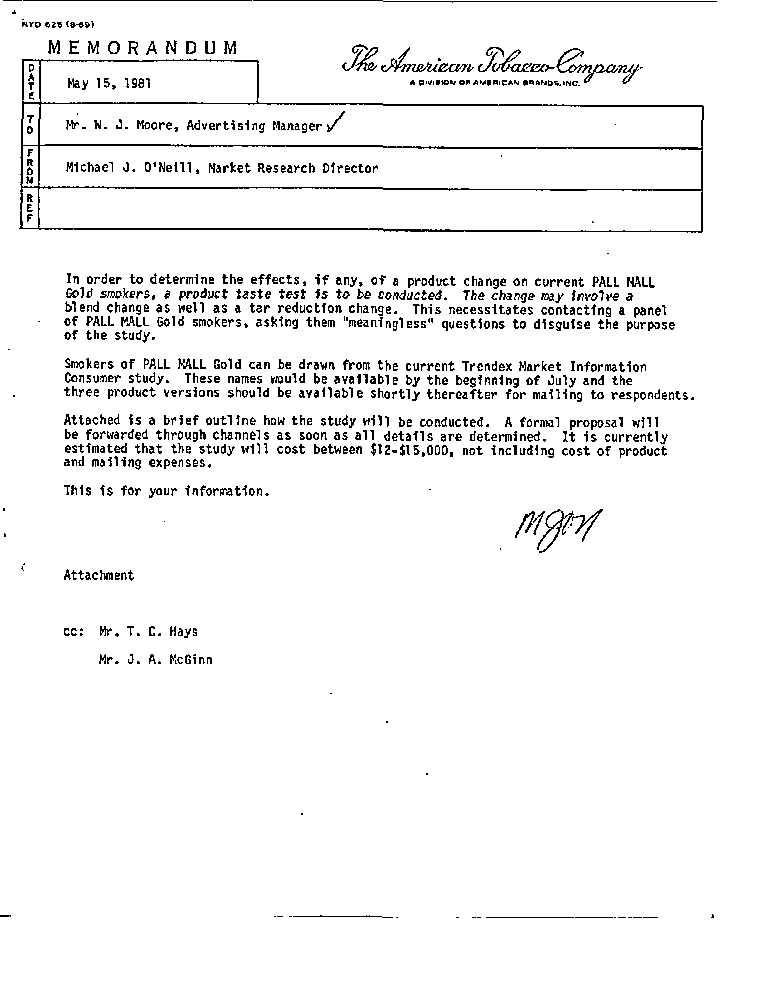 NYO 625 (8-69)
MEMORANDUM
The American Tobacco Company
A DIVISION OF AMERICAN BRANDS, INC.
DATE
May 15, 1981
TO
Mr. W. J. Moore, Advertising Manager ✓
FROM
Michael J. O'Neill, Market Research Director
REF
In order to determine the effects, if any, of a product change on current PALL MALL
Gold smokers, a product taste test is to be conducted. The change may involve a
blend change as well as a tar reduction change. This necessitates contacting a panel
of PALL MALL Gold smokers, asking them "meaningless" questions to disguise the purpose
of the study.
Smokers of PALL MALL Gold can be drawn from the current Trendex Market Information
Consumer study. These names would be available by the beginning of July and the
three product versions should be available shortly thereafter for mailing to respondents.
Attached is a brief outline how the study will be conducted. A formal proposal will
be forwarded through channels as soon as all details are determined. It is currently
estimated that the study will cost between $12-$15,000, not including cost of product
and mailing expenses.
This is for your information.
MJON
Attachment
cc: Mr. T. C. Hays
Mr. J. A. McGinn